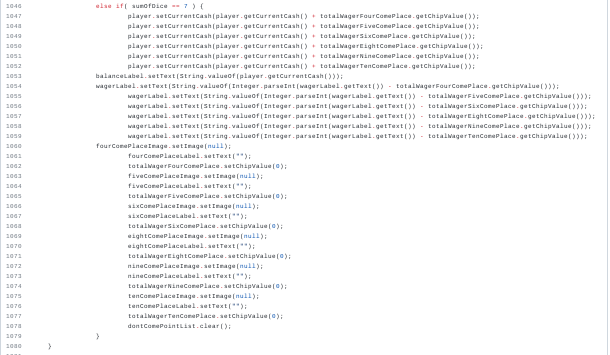 1046 else if( sumOfDice == 7 ) {
1047 player.setCurrentCash(player.getCurrentCash() + totalWagerFourComePlace.getChipValue());
1048 player.setCurrentCash(player.getCurrentCash() + totalWagerFiveComePlace.getChipValue());
1049 player.setCurrentCash(player.getCurrentCash() + totalWagerSixComePlace.getChipValue());
1050 player.setCurrentCash(player.getCurrentCash() + totalWagerEightComePlace.getChipValue());
1051 player.setCurrentCash(player.getCurrentCash() + totalWagerNineComePlace.getChipValue());
1052 player.setCurrentCash(player.getCurrentCash() + totalWagerTenComePlace.getChipValue());
1053 balanceLabel.setText(String.valueOf(player.getCurrentCash()));
1054 wagerLabel.setText(String.valueOf(Integer.parseInt(wagerLabel.getText()) - totalWagerFourComePlace.getChipValue()));
1055 wagerLabel.setText(String.valueOf(Integer.parseInt(wagerLabel.getText()) - totalWagerFiveComePlace.getChipValue()));
1056 wagerLabel.setText(String.valueOf(Integer.parseInt(wagerLabel.getText()) - totalWagerSixComePlace.getChipValue()));
1057 wagerLabel.setText(String.valueOf(Integer.parseInt(wagerLabel.getText()) - totalWagerEightComePlace.getChipValue()));
1058 wagerLabel.setText(String.valueOf(Integer.parseInt(wagerLabel.getText()) - totalWagerNineComePlace.getChipValue()));
1059 wagerLabel.setText(String.valueOf(Integer.parseInt(wagerLabel.getText()) - totalWagerTenComePlace.getChipValue()));
1060 fourComePlaceImage.setImage(null);
1061 fourComePlaceLabel.setText("");
1062 totalWagerFourComePlace.setChipValue(0);
1063 fiveComePlaceImage.setImage(null);
1064 fiveComePlaceLabel.setText("");
1065 totalWagerFiveComePlace.setChipValue(0);
1066 sixComePlaceImage.setImage(null);
1067 sixComePlaceLabel.setText("");
1068 totalWagerSixComePlace.setChipValue(0);
1069 eightComePlaceImage.setImage(null);
1070 eightComePlaceLabel.setText("");
1071 totalWagerEightComePlace.setChipValue(0);
1072 nineComePlaceImage.setImage(null);
1073 nineComePlaceLabel.setText("");
1074 totalWagerNineComePlace.setChipValue(0);
1075 tenComePlaceImage.setImage(null);
1076 tenComePlaceLabel.setText("");
1077 totalWagerTenComePlace.setChipValue(0);
1078 dontComePointList.clear();
1079 }
1080 }